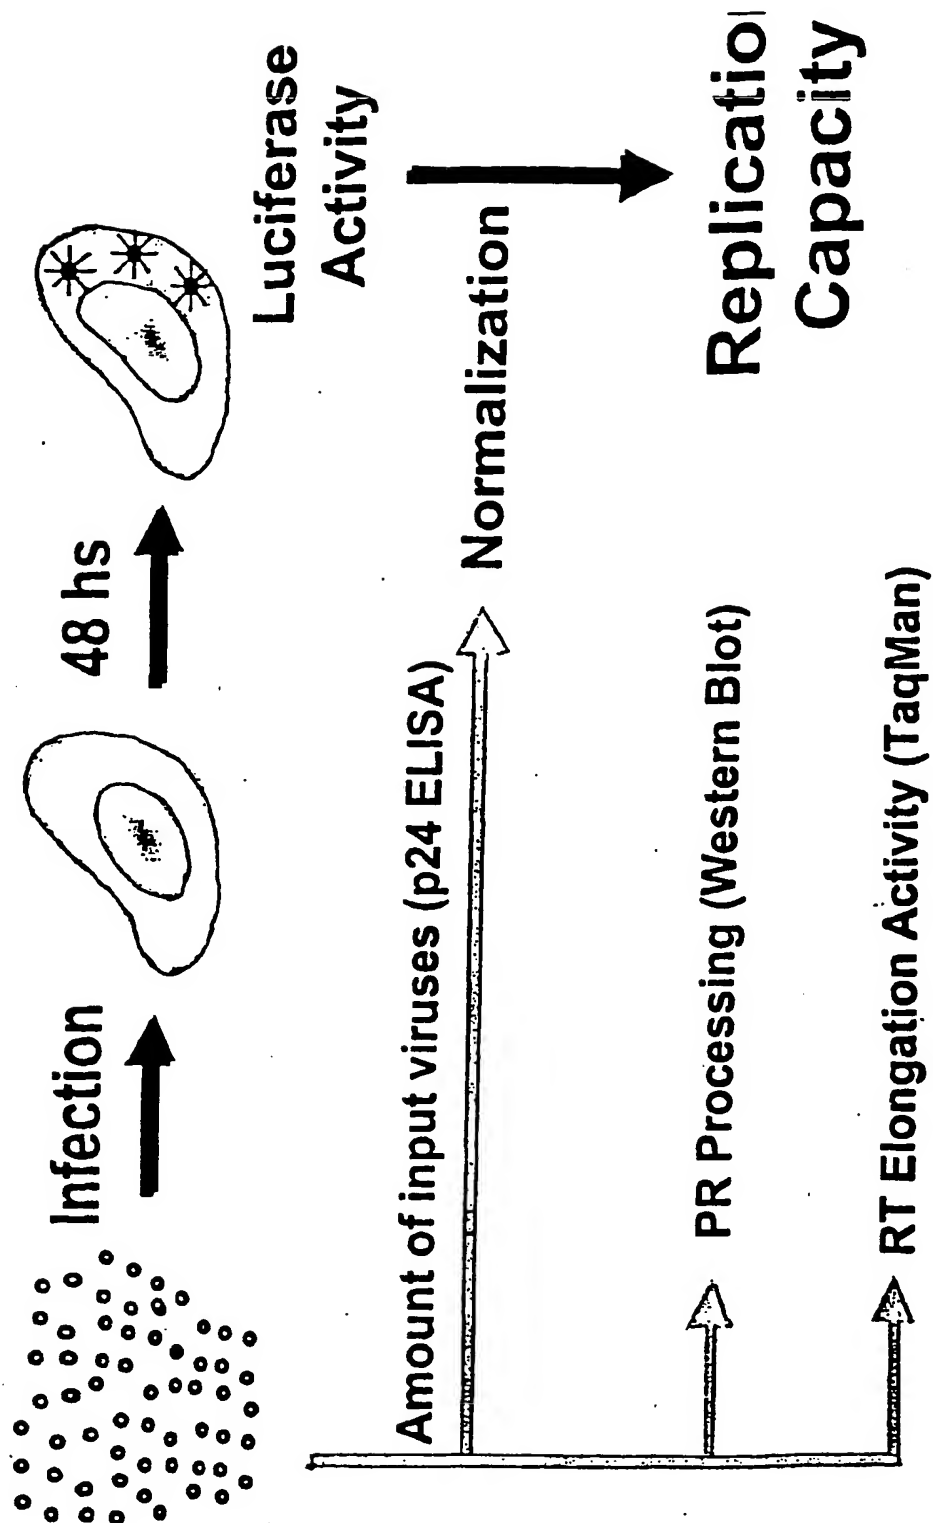 Infection
48 hs
Luciferase
Activity
Amount of input viruses (p24 ELISA)
Normalization
PR Processing (Western Blot)
Replication
Capacity
RT Elongation Activity (TaqMan)